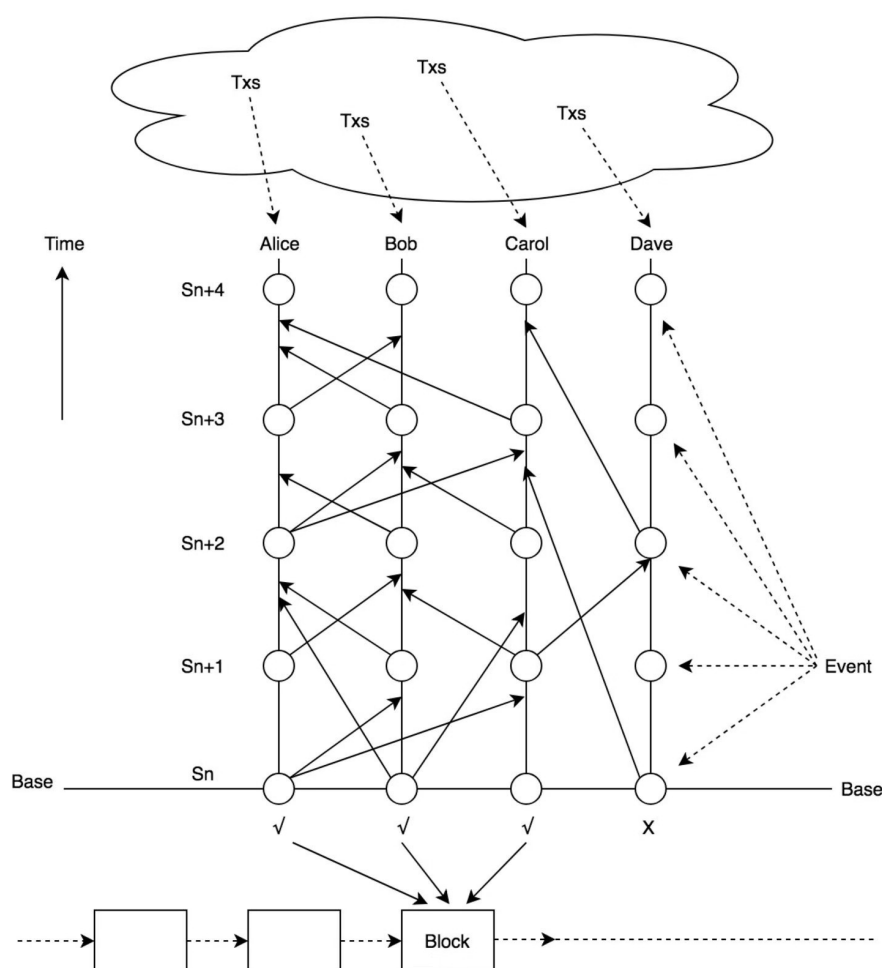 Txs
Txs
Txs
Txs
Time
Alice
Bob
Carol
Dave
Sn+4
Sn+3
Sn+2
Sn+1
Event
Sn
Base
Base
√
√
√
X
Block